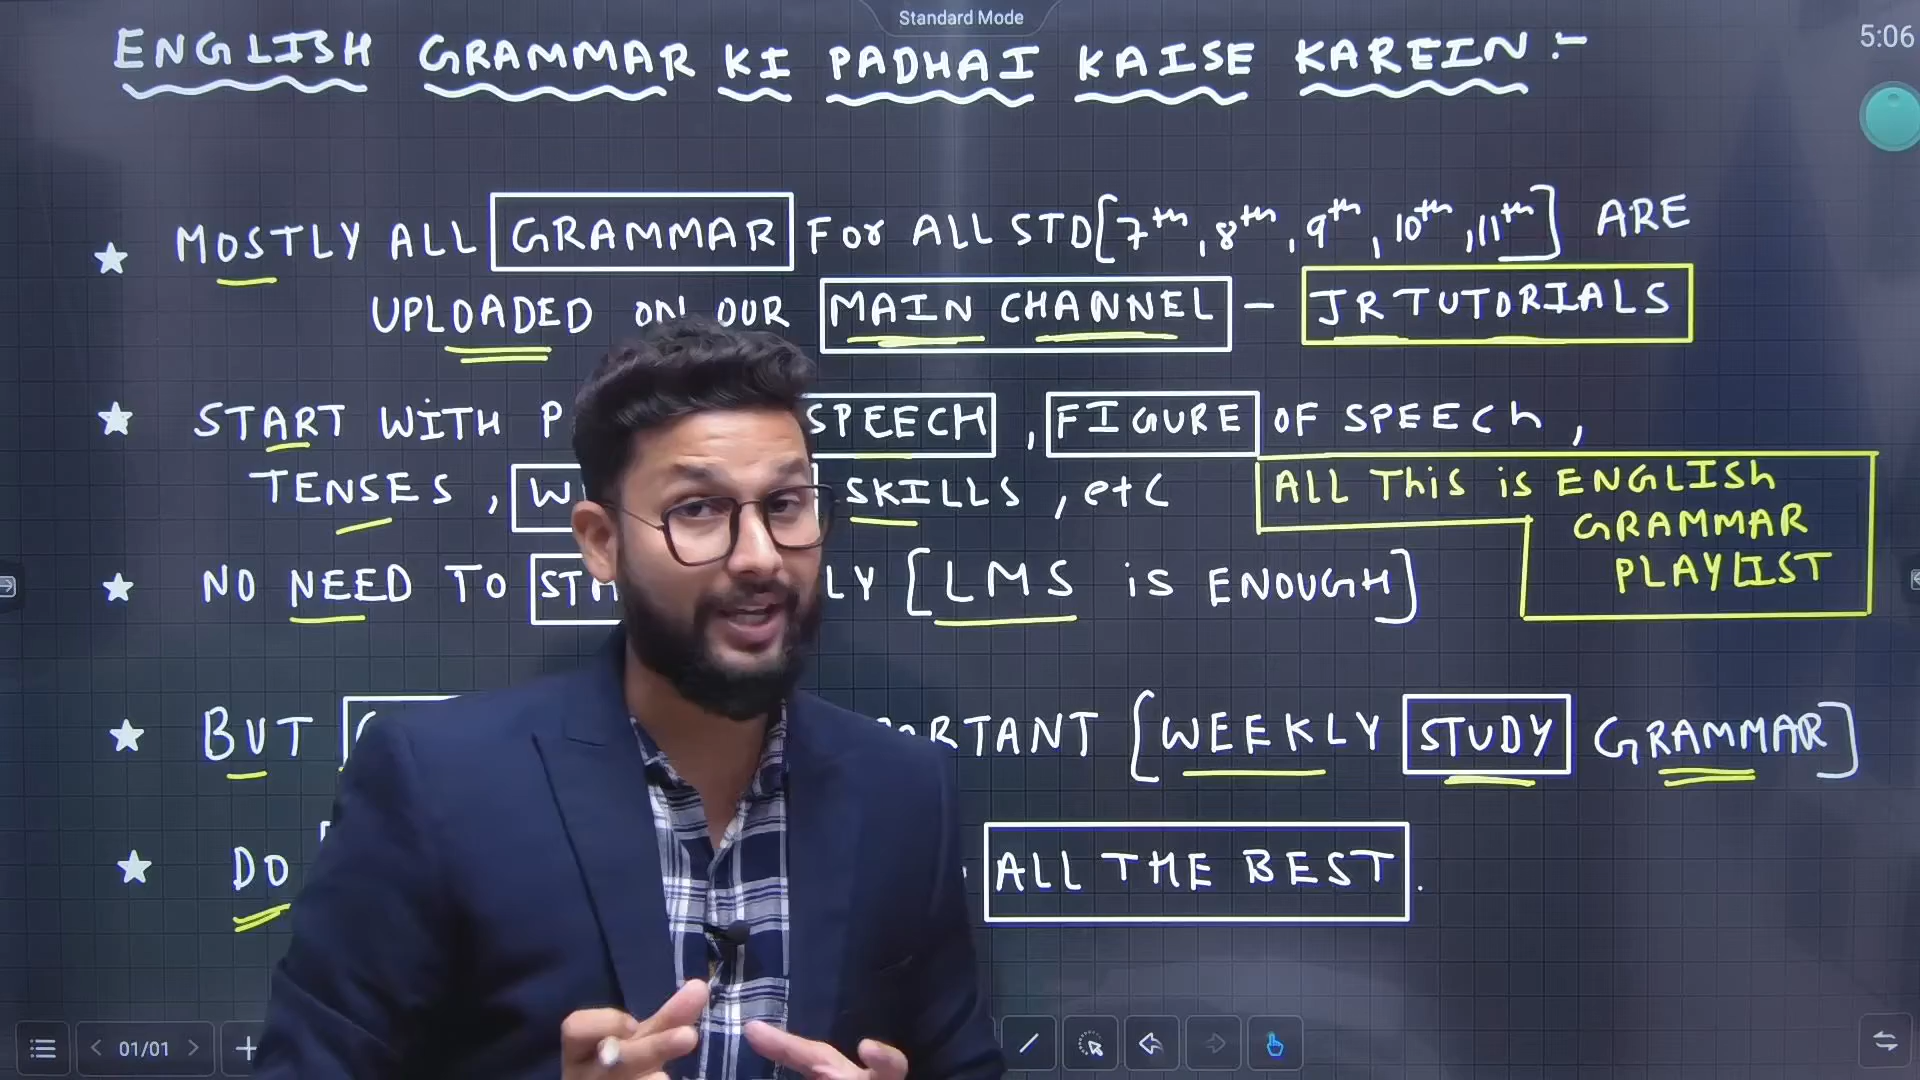 Standard Mode
5:06
ENGLISH GRAMMAR KI PADHAI KAISE KAREIN :-
MOSTLY ALL GRAMMAR For ALL STD [7th, 8th, 9th, 10th, 11th] ARE
UPLOADED ON OUR MAIN CHANNEL - JR TUTORIALS
START WITH P SPEECH, FIGURE OF SPEECh,
TENSES, SKILLS, etc
ALL This is ENGLISh
GRAMMAR
PLAYLIST
NO NEED TO LY [LMS is ENOUGH]
BUT RTANT [WEEKLY STUDY GRAMMAR]
DO ALL THE BEST.
01/01